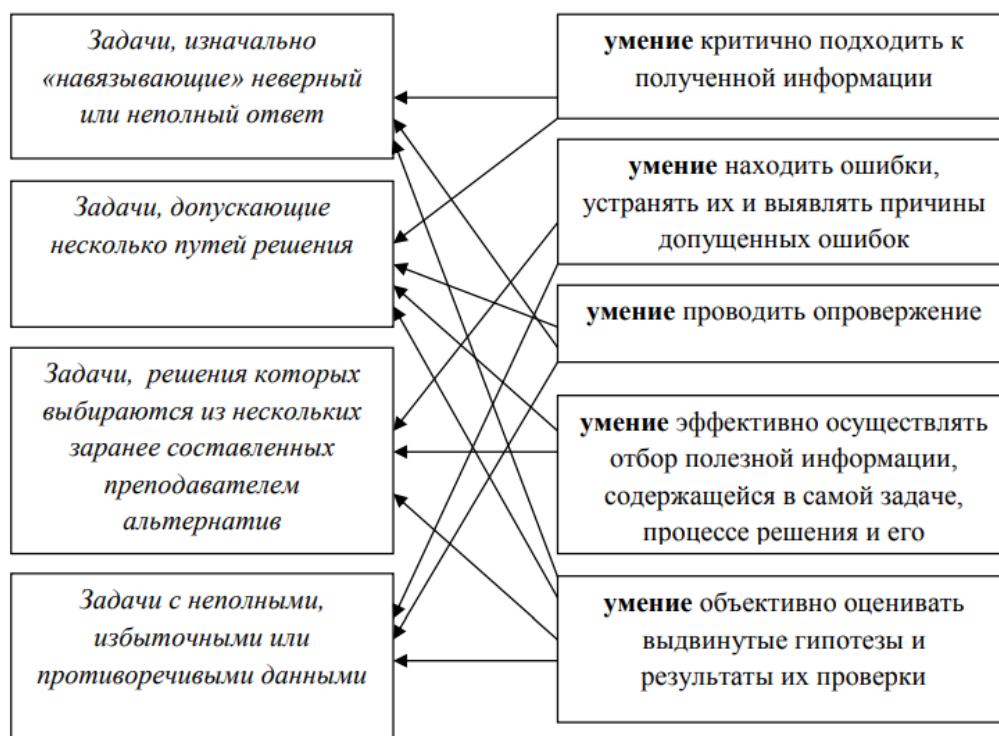 Задачи, изначально
«навязывающие» неверный
или неполный ответ
Задачи, допускающие
несколько путей решения
Задачи, решения которых
выбираются из нескольких
заранее составленных
преподавателем
альтернатив
Задачи с неполными,
избыточными или
противоречивыми данными
умение критично подходить к
полученной информации
умение находить ошибки,
устранять их и выявлять причины
допущенных ошибок
умение проводить опровержение
умение эффективно осуществлять
отбор полезной информации,
содержащейся в самой задаче,
процессе решения и его
умение объективно оценивать
выдвинутые гипотезы и
результаты их проверки